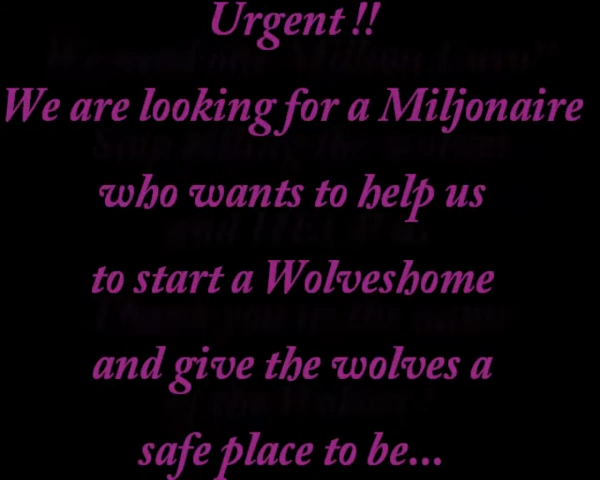 Urgent !!
We are looking for a Miljonaire
who wants to help us
to start a Wolveshome
and give the wolves a
safe place to be...